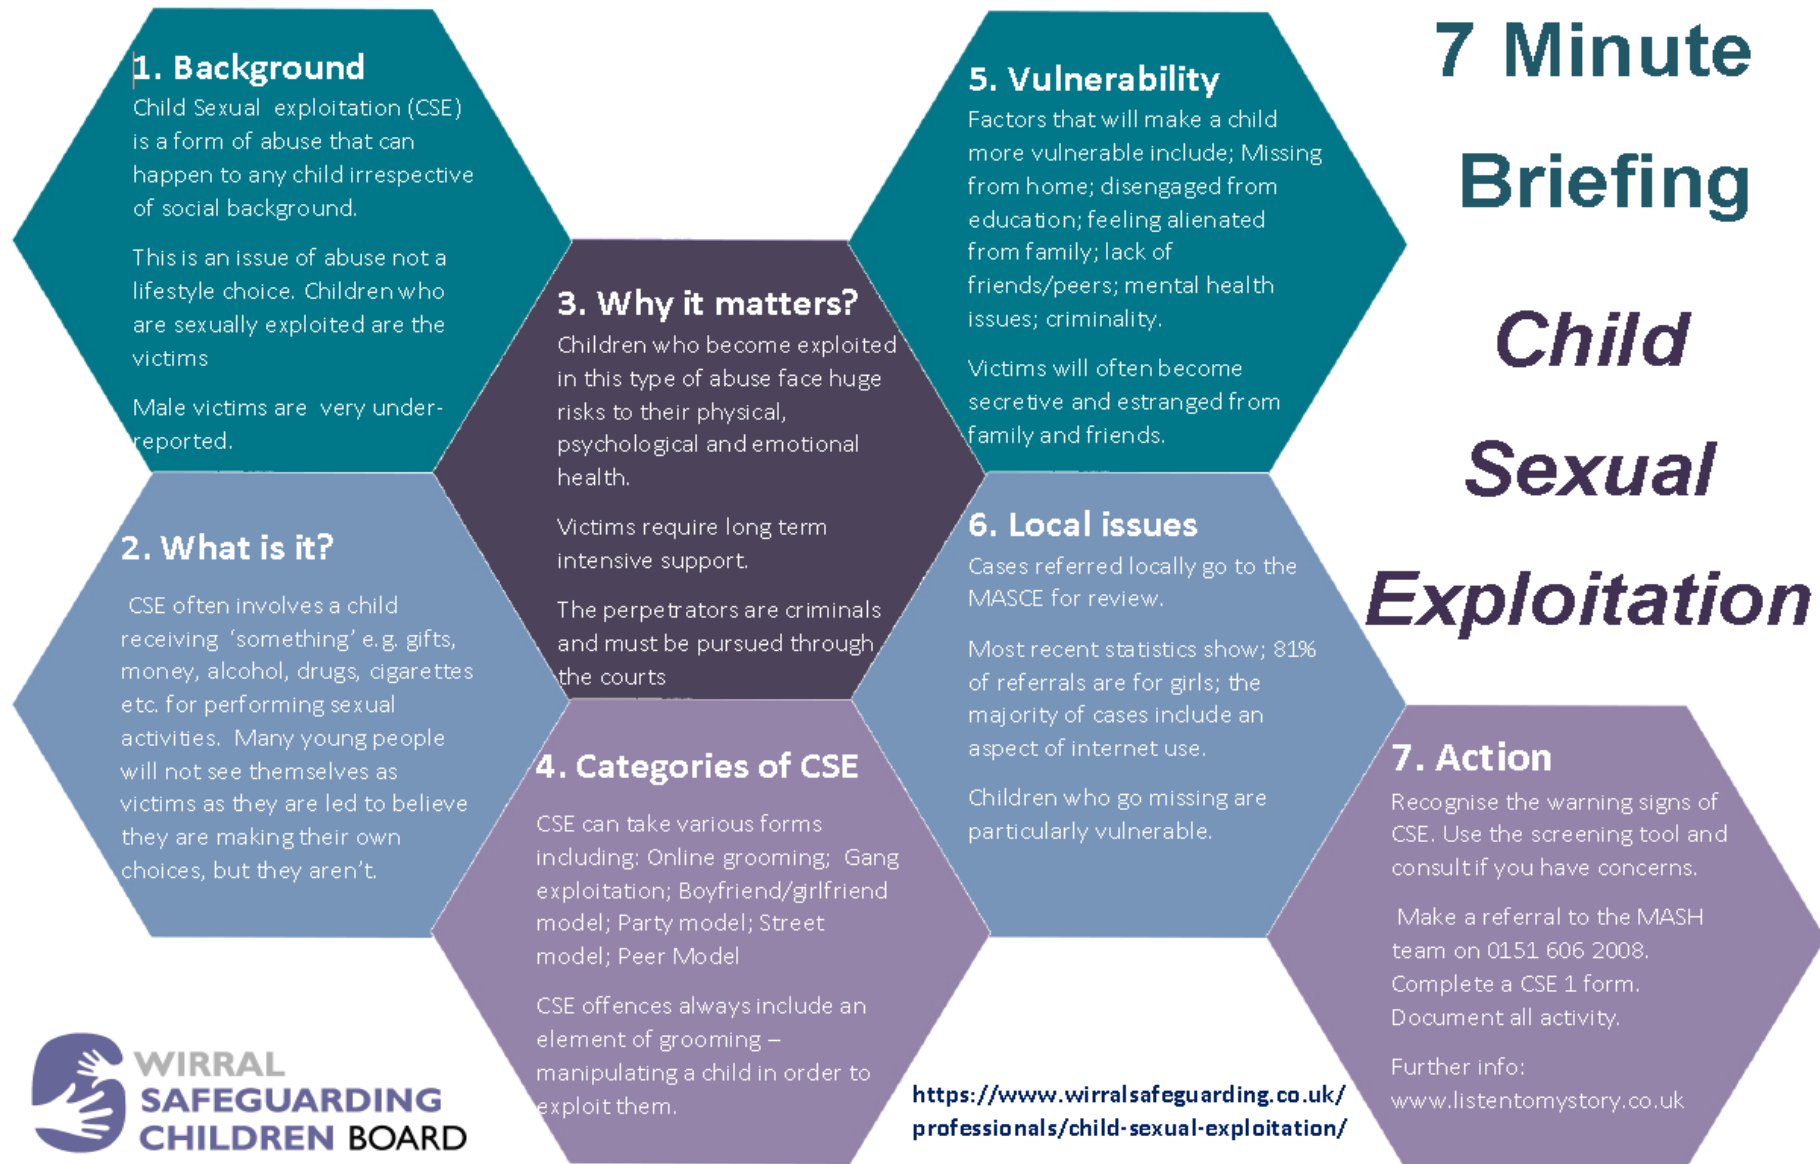 7 Minute
Briefing
Child
Sexual
Exploitation
1. Background
Child Sexual exploitation (CSE)
is a form of abuse that can
happen to any child irrespective
of social background.
This is an issue of abuse not a
lifestyle choice. Children who
are sexually exploited are the
victims
Male victims are very under-
reported.
2. What is it?
CSE often involves a child
receiving ‘something’ e.g. gifts,
money, alcohol, drugs, cigarettes
etc. for performing sexual
activities. Many young people
will not see themselves as
victims as they are led to believe
they are making their own
choices, but they aren’t.
3. Why it matters?
Children who become exploited
in this type of abuse face huge
risks to their physical,
psychological and emotional
health.
Victims require long term
intensive support.
The perpetrators are criminals
and must be pursued through
the courts
4. Categories of CSE
CSE can take various forms
including: Online grooming; Gang
exploitation; Boyfriend/girlfriend
model; Party model; Street
model; Peer Model
CSE offences always include an
element of grooming –
manipulating a child in order to
exploit them.
5. Vulnerability
Factors that will make a child
more vulnerable include; Missing
from home; disengaged from
education; feeling alienated
from family; lack of
friends/peers; mental health
issues; criminality.
Victims will often become
secretive and estranged from
family and friends.
6. Local issues
Cases referred locally go to the
MASCE for review.
Most recent statistics show; 81%
of referrals are for girls; the
majority of cases include an
aspect of internet use.
Children who go missing are
particularly vulnerable.
7. Action
Recognise the warning signs of
CSE. Use the screening tool and
consult if you have concerns.
Make a referral to the MASH
team on 0151 606 2008.
Complete a CSE 1 form.
Document all activity.
Further info:
www.listentomystory.co.uk
WIRRAL
SAFEGUARDING
CHILDREN BOARD
https://www.wirralsafeguarding.co.uk/
professionals/child-sexual-exploitation/